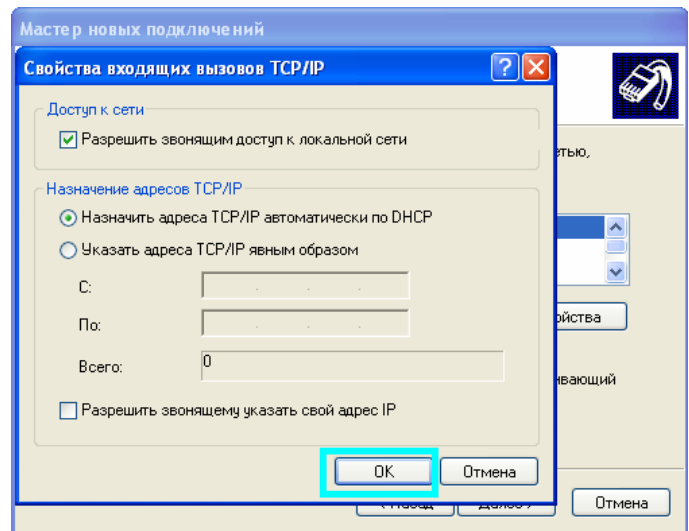 Мастер новых подключений
Свойства входящих вызовов TCP/IP
Доступ к сети
Разрешить звонящим доступ к локальной сети
Назначение адресов TCP/IP
Назначить адреса TCP/IP автоматически по DHCP
Указать адреса TCP/IP явным образом
С:
По:
Всего:
0
Разрешить звонящему указать свой адрес IP
OK
Отмена
етью,
ойства
ивающий
Отмена